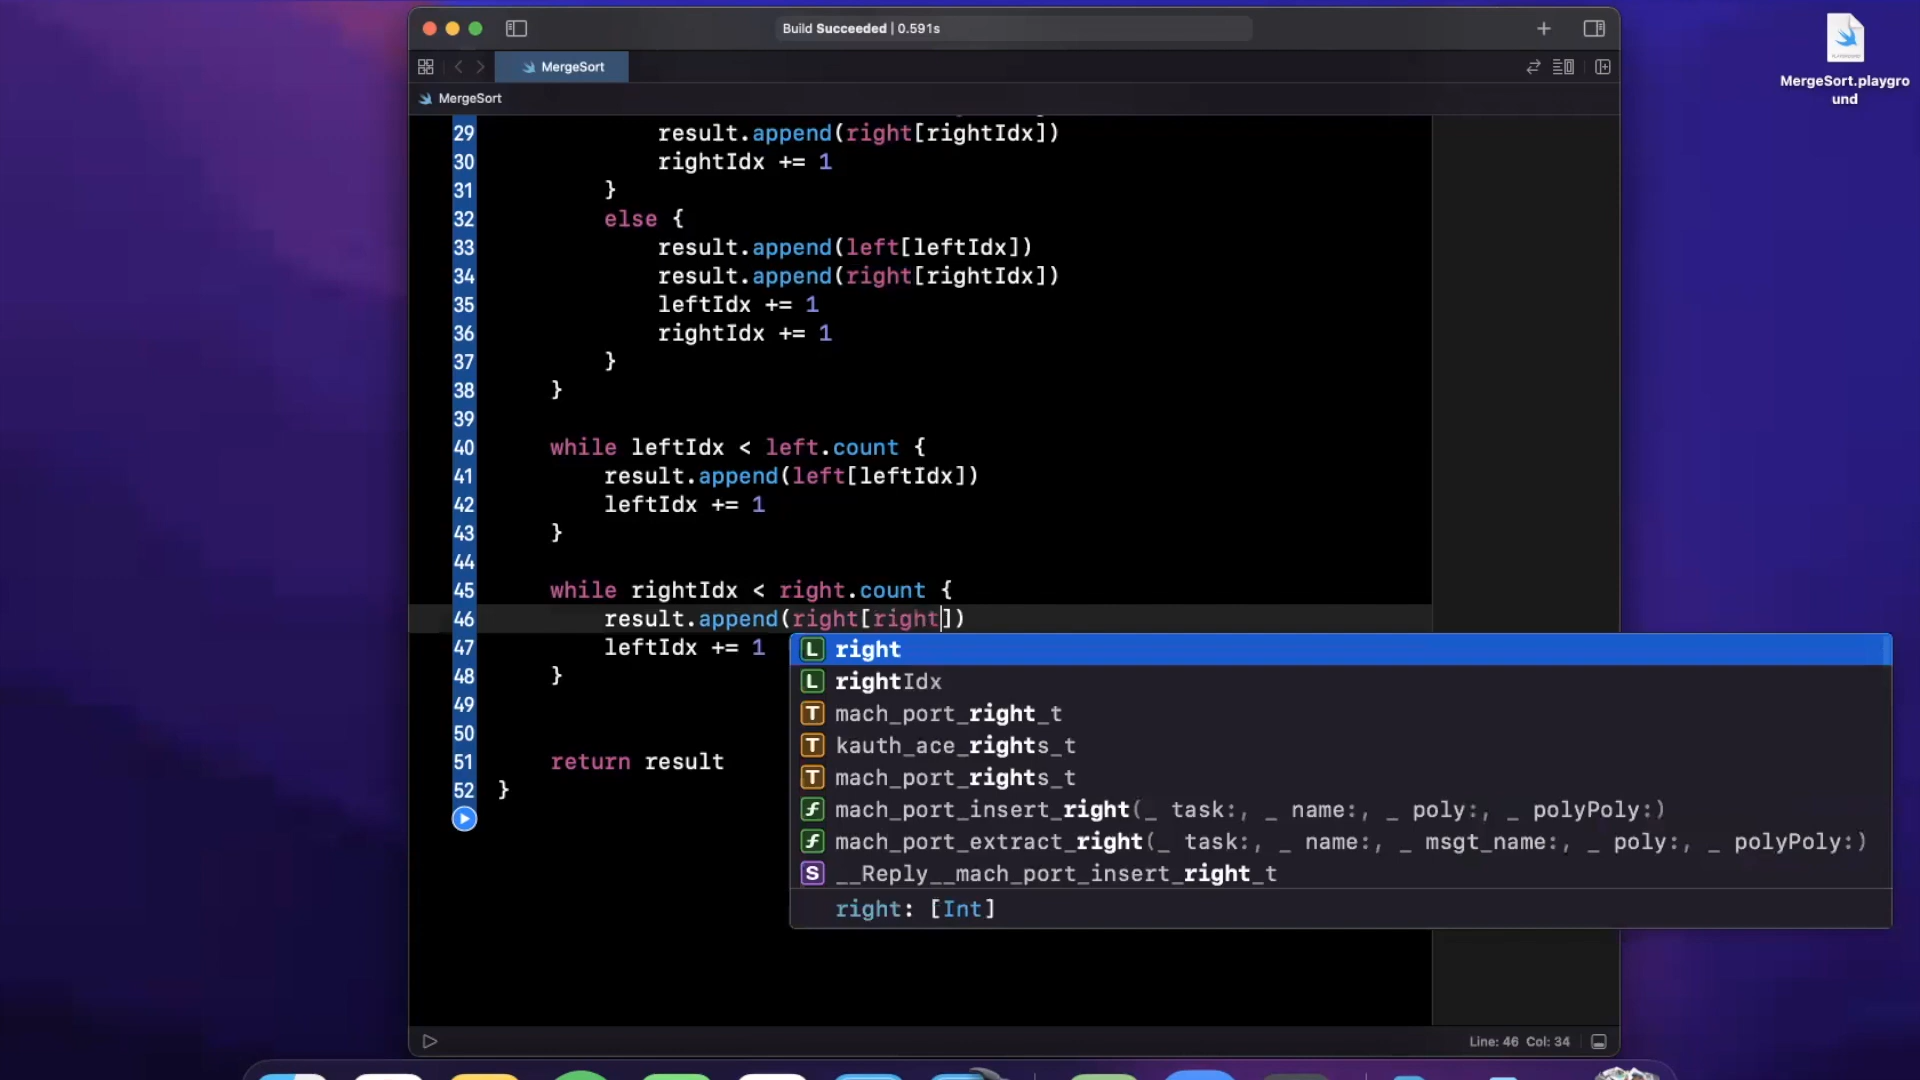 Build Succeeded | 0.591s
MergeSort
MergeSort
MergeSort.playgro
und
29 result.append(right[rightIdx])
30 rightIdx += 1
31 }
32 else {
33 result.append(left[leftIdx])
34 result.append(right[rightIdx])
35 leftIdx += 1
36 rightIdx += 1
37 }
38 }
39
40 while leftIdx < left.count {
41 result.append(left[leftIdx])
42 leftIdx += 1
43 }
44
45 while rightIdx < right.count {
46 result.append(right[right])
47 leftIdx += 1
48 }
49
50
51 return result
52 }
L right
L rightIdx
T mach_port_right_t
T kauth_ace_rights_t
T mach_port_rights_t
f mach_port_insert_right(_ task:, _ name:, _ poly:, _ polyPoly:)
f mach_port_extract_right(_ task:, _ name:, _ msgt_name:, _ poly:, _ polyPoly:)
S __Reply__mach_port_insert_right_t
right: [Int]
Line: 46 Col: 34